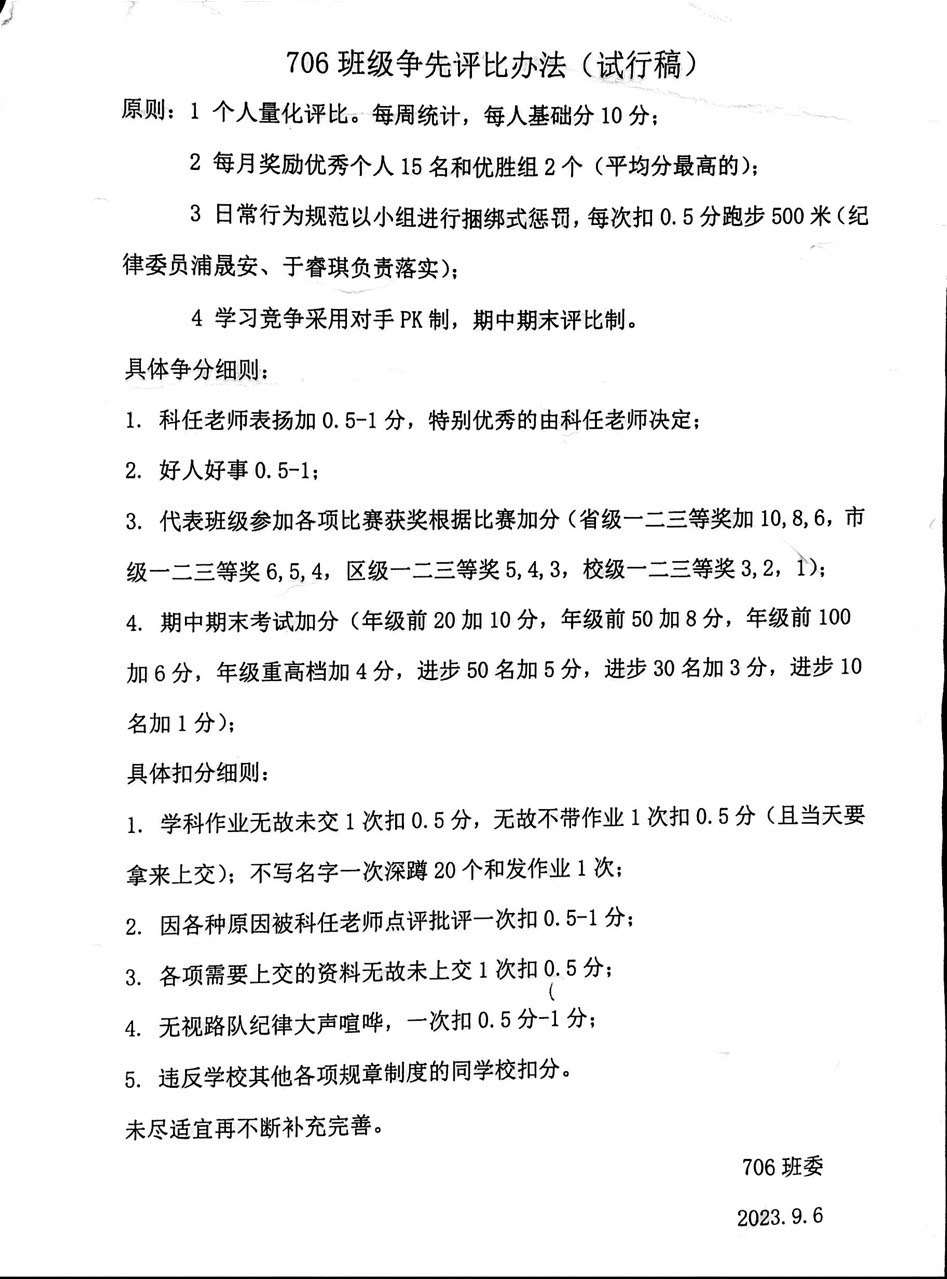 706 班级争先评比办法（试行稿）
原则：1 个人量化评比。每周统计，每人基础分 10 分；
2 每月奖励优秀个人 15 名和优胜组 2 个（平均分最高的）；
3 日常行为规范以小组进行捆绑式惩罚，每次扣 0.5 分跑步 500 米（纪
律委员浦晟安、于睿琪负责落实）；
4 学习竞争采用对手 PK 制，期中期末评比制。
具体争分细则：
1. 科任老师表扬加 0.5-1 分，特别优秀的由科任老师决定；
2. 好人好事 0.5-1；
3. 代表班级参加各项比赛获奖根据比赛加分（省级一二三等奖加 10,8,6，市
级一二三等奖 6,5,4，区级一二三等奖 5,4,3，校级一二三等奖 3,2，1）；
4. 期中期末考试加分（年级前 20 加 10 分，年级前 50 加 8 分，年级前 100
加 6 分，年级重高档加 4 分，进步 50 名加 5 分，进步 30 名加 3 分，进步 10
名加 1 分）；
具体扣分细则：
1. 学科作业无故未交 1 次扣 0.5 分，无故不带作业 1 次扣 0.5 分（且当天要
拿来上交）；不写名字一次深蹲 20 个和发作业 1 次；
2. 因各种原因被科任老师点评批评一次扣 0.5-1 分；
3. 各项需要上交的资料无故未上交 1 次扣 0.5 分；
4. 无视路队纪律大声喧哗，一次扣 0.5 分-1 分；
5. 违反学校其他各项规章制度的同学校扣分。
未尽适宜再不断补充完善。
706 班委
2023.9.6